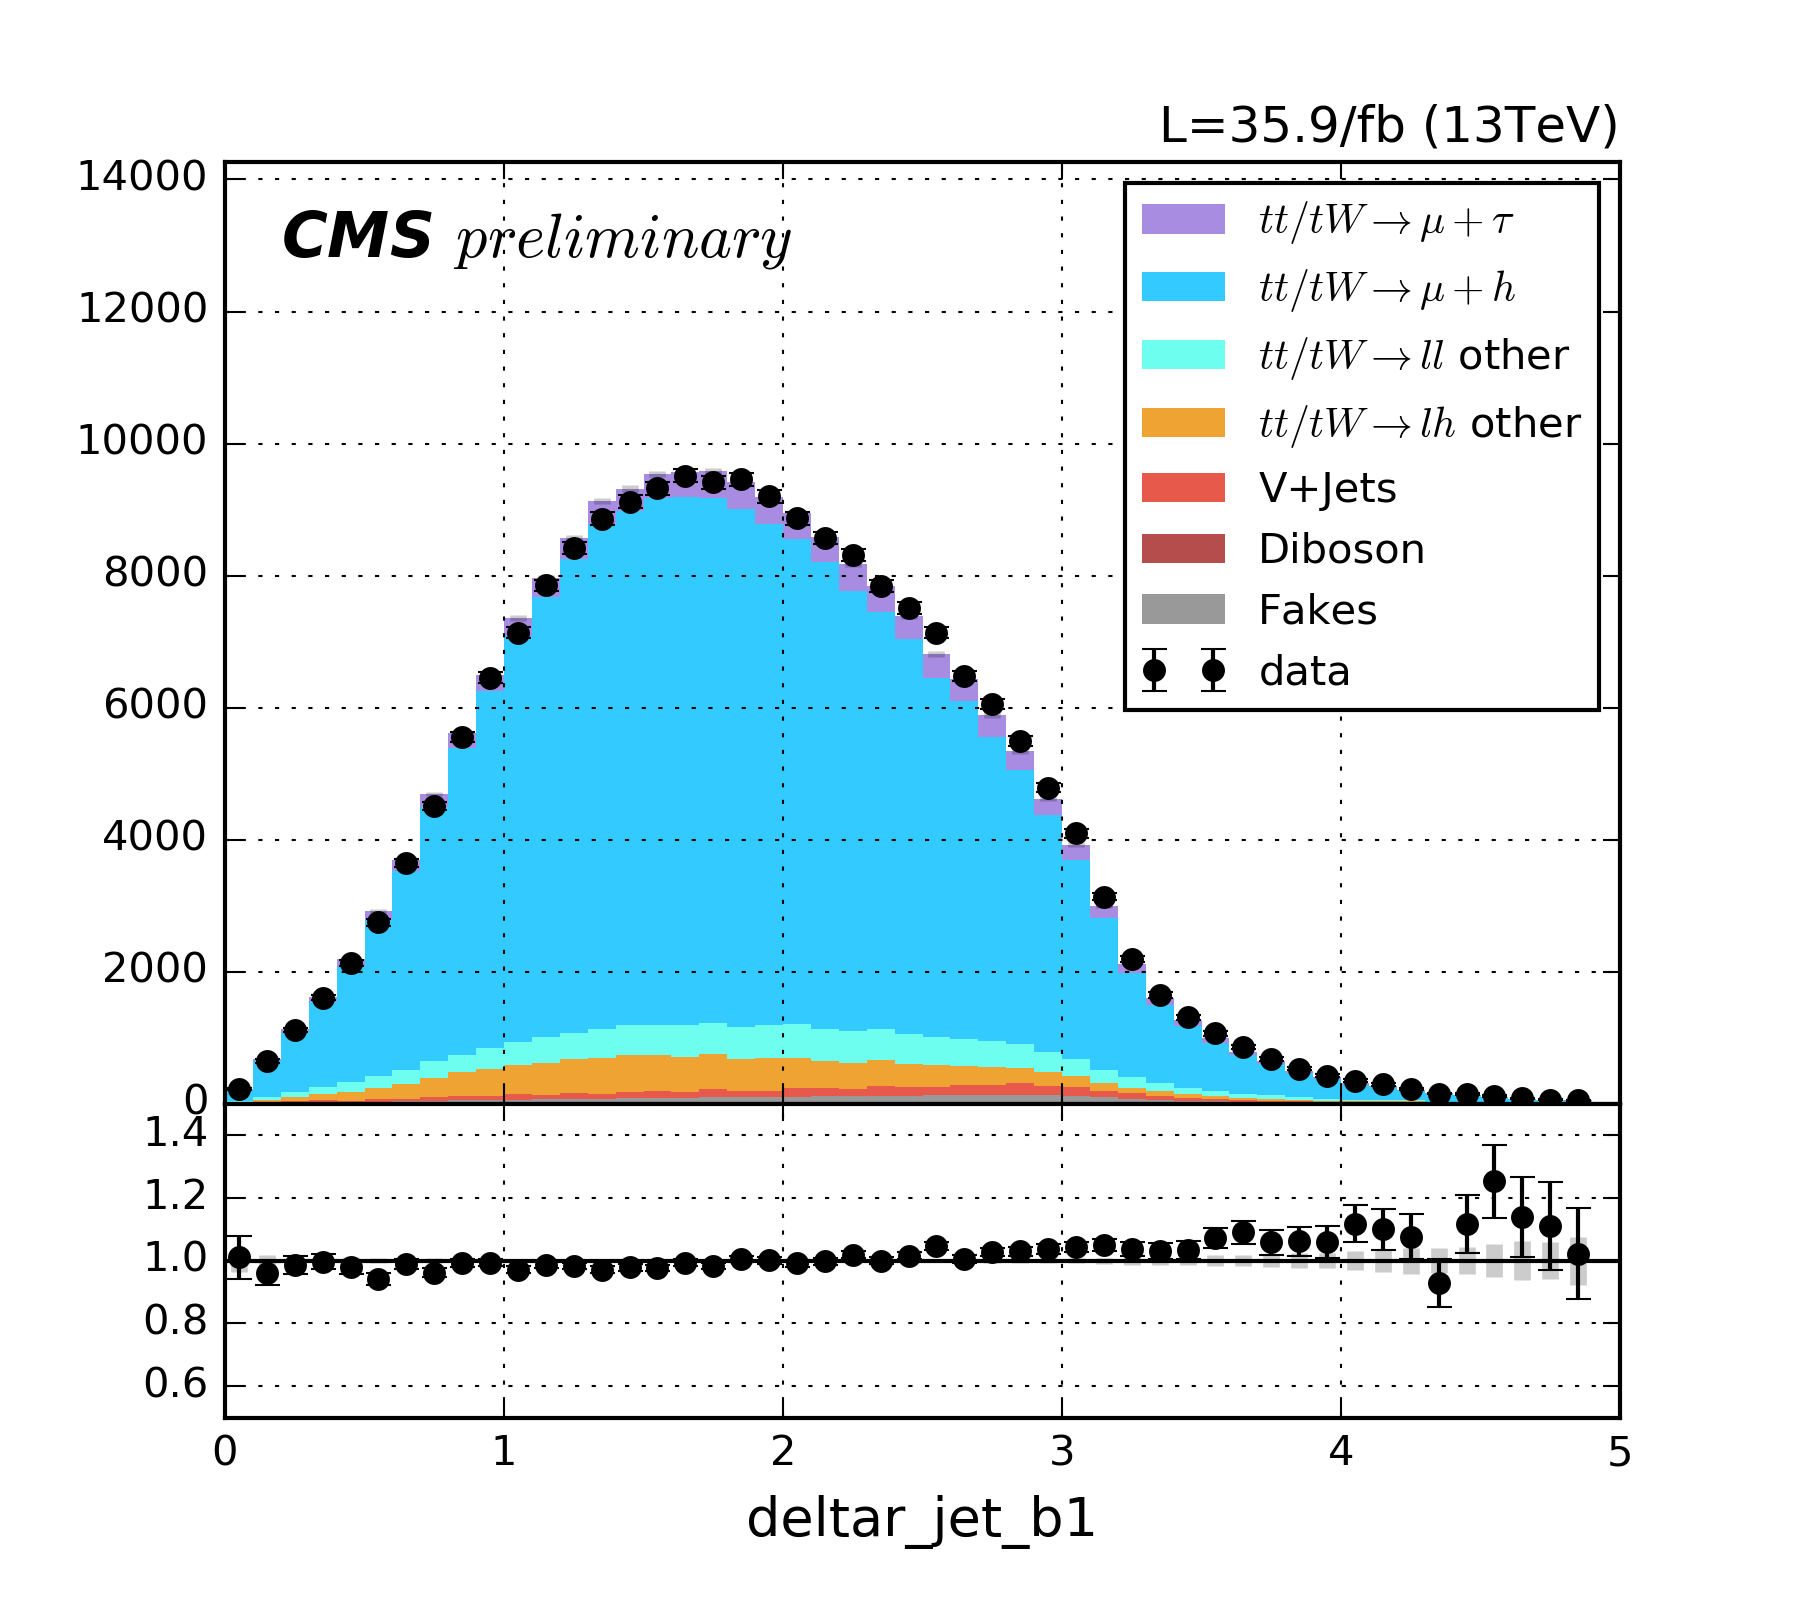 L=35.9/fb (13TeV)
CMS preliminary
14000
12000
10000
8000
6000
4000
2000
0
tt/tW→μ+τ
tt/tW→μ+h
tt/tW→ll other
tt/tW→lh other
V+Jets
Diboson
Fakes
data
1.4
1.2
1.0
0.8
0.6
0 1 2 3 4 5
deltar_jet_b1